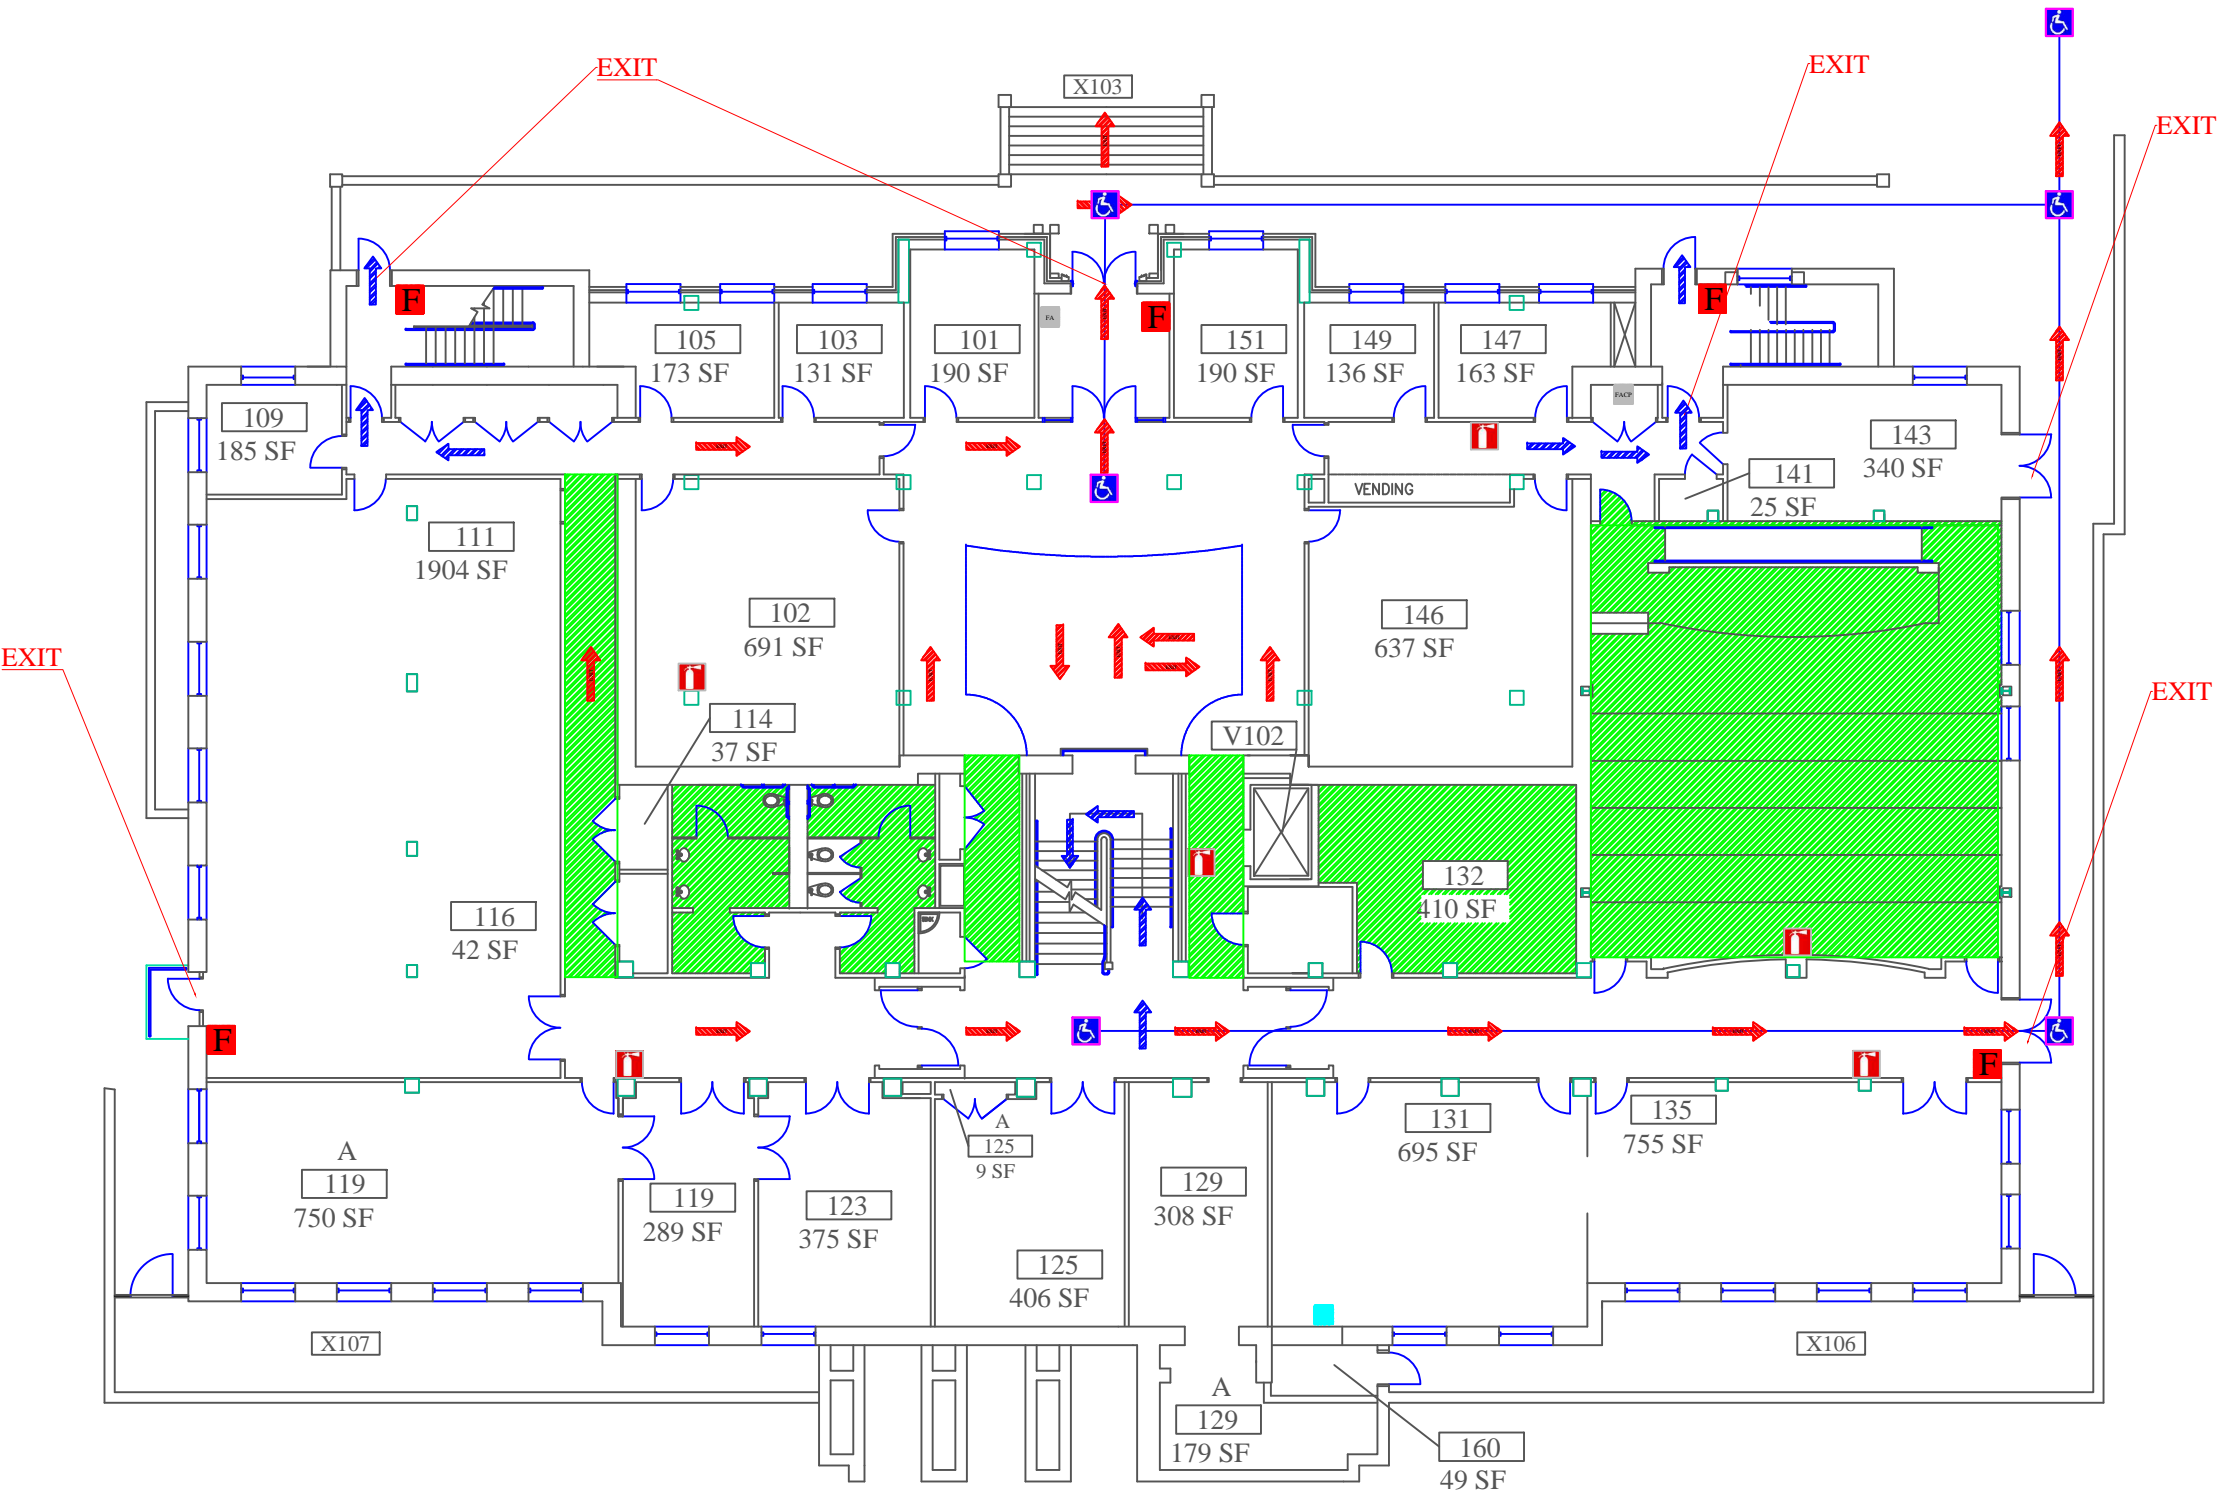 EXIT
EXIT
X103
EXIT
F
F
F
FA
105
173 SF
103
131 SF
101
190 SF
151
190 SF
149
136 SF
147
163 SF
FACP
109
185 SF
143
340 SF
141
25 SF
VENDING
111
1904 SF
102
691 SF
146
637 SF
EXIT
EXIT
114
37 SF
V102
132
410 SF
116
42 SF
F
F
A
119
750 SF
119
289 SF
123
375 SF
A
125
9 SF
125
406 SF
129
308 SF
131
695 SF
135
755 SF
X107
X106
A
129
179 SF
160
49 SF